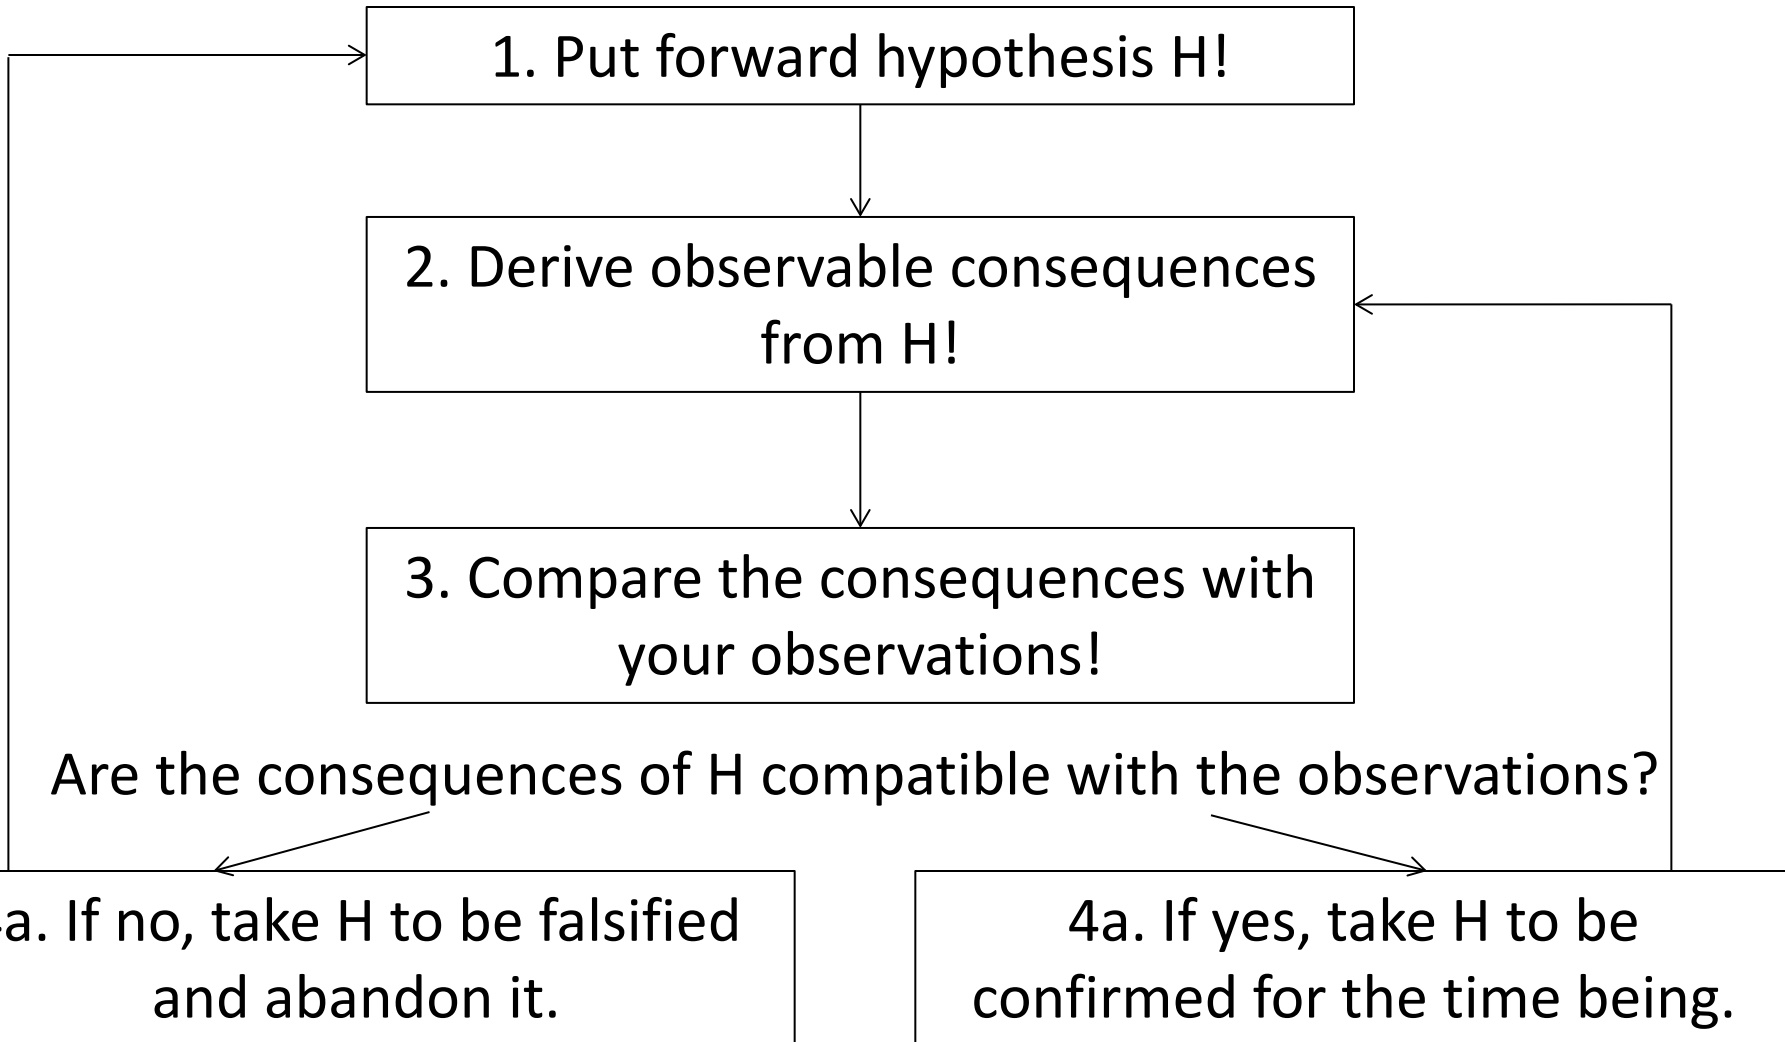 1. Put forward hypothesis H!
2. Derive observable consequences
from H!
3. Compare the consequences with
your observations!
Are the consequences of H compatible with the observations?
a. If no, take H to be falsified
and abandon it.
4a. If yes, take H to be
confirmed for the time being.